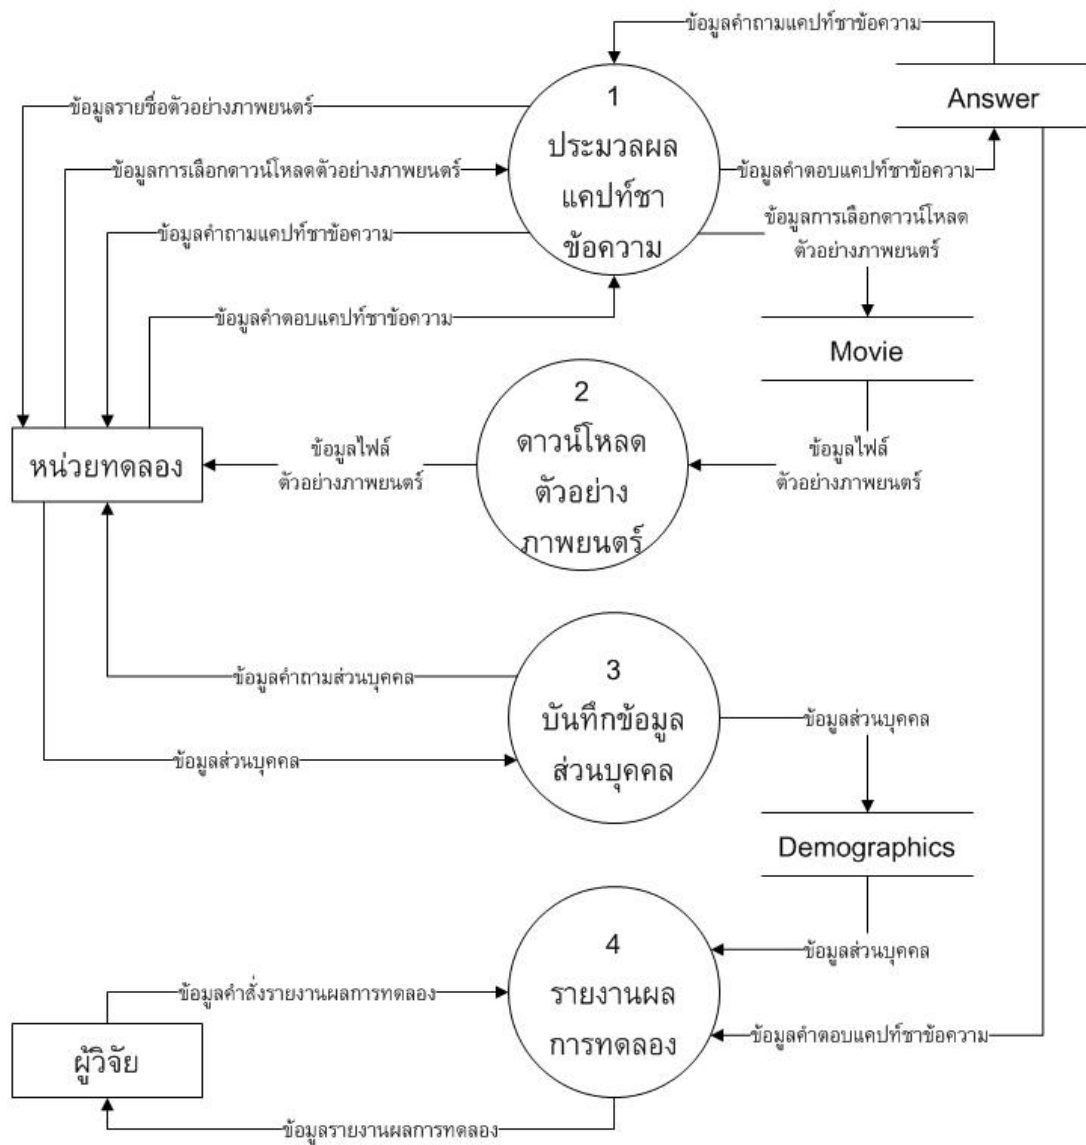 ข้อมูลคำถามแคปท์ชาข้อความ
1
ประมวลผล
แคปท์ชา
ข้อความ
Answer
ข้อมูลรายชื่อตัวอย่างภาพยนตร์
ข้อมูลการเลือกดาวน์โหลดตัวอย่างภาพยนตร์
ข้อมูลคำตอบแคปท์ชาข้อความ
ข้อมูลการเลือกดาวน์โหลด
ตัวอย่างภาพยนตร์
ข้อมูลคำถามแคปท์ชาข้อความ
ข้อมูลคำตอบแคปท์ชาข้อความ
Movie
2
ดาวน์โหลด
ตัวอย่าง
ภาพยนตร์
หน่วยทดลอง
ข้อมูลไฟล์
ตัวอย่างภาพยนตร์
ข้อมูลไฟล์
ตัวอย่างภาพยนตร์
3
บันทึกข้อมูล
ส่วนบุคคล
ข้อมูลคำถามส่วนบุคคล
ข้อมูลส่วนบุคคล
ข้อมูลส่วนบุคคล
Demographics
4
รายงานผล
การทดลอง
ข้อมูลส่วนบุคคล
ข้อมูลคำสั่งรายงานผลการทดลอง
ข้อมูลคำตอบแคปท์ชาข้อความ
ผู้วิจัย
ข้อมูลรายงานผลการทดลอง